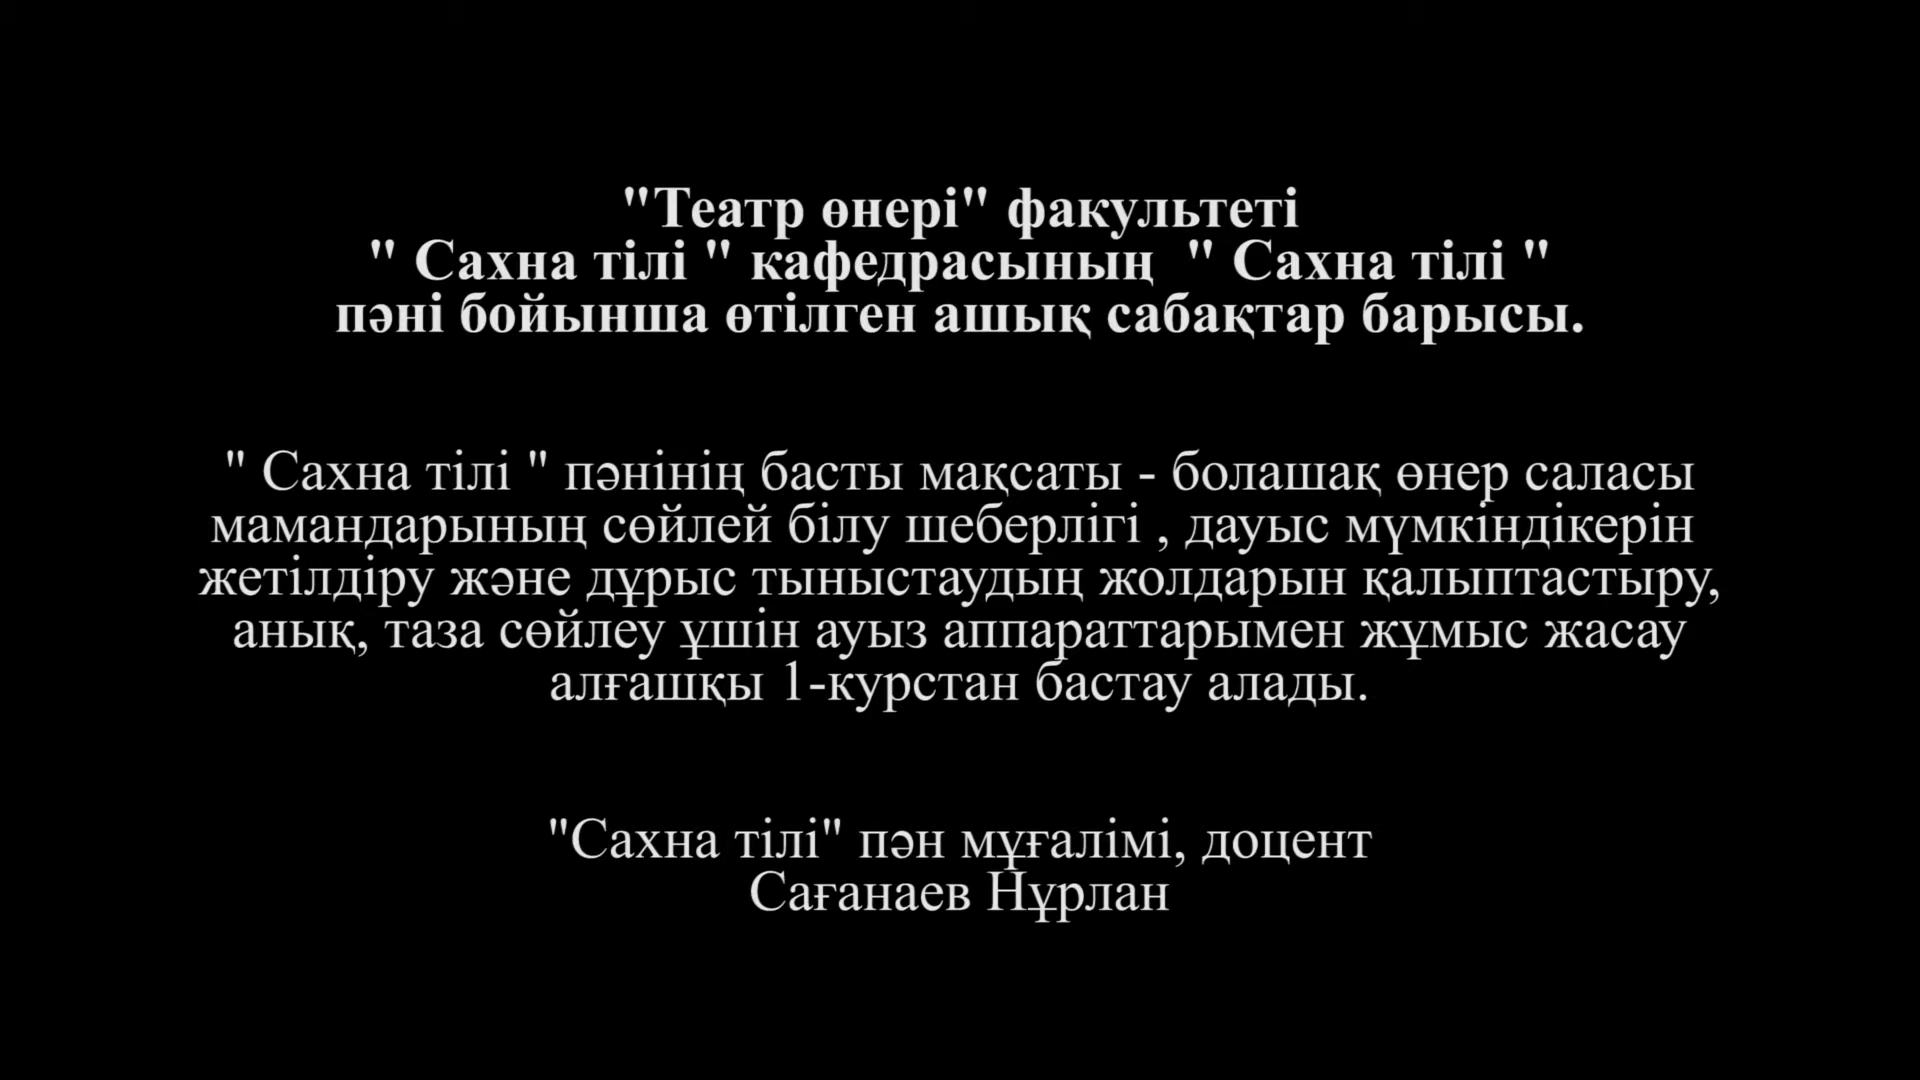 "Театр өнері" факультеті
" Сахна тілі " кафедрасының  " Сахна тілі "
пәні бойынша өтілген ашық сабақтар барысы.
" Сахна тілі " пәнінің басты мақсаты - болашақ өнер саласы
мамандарының сөйлей білу шеберлігі , дауыс мүмкіндікерін
жетілдіру және дұрыс тыныстаудың жолдарын қалыптастыру,
анық, таза сөйлеу ұшін ауыз аппараттарымен жұмыс жасау
алғашқы 1-курстан бастау алады.
"Сахна тілі" пән мұғалімі, доцент
Сағанаев Нұрлан